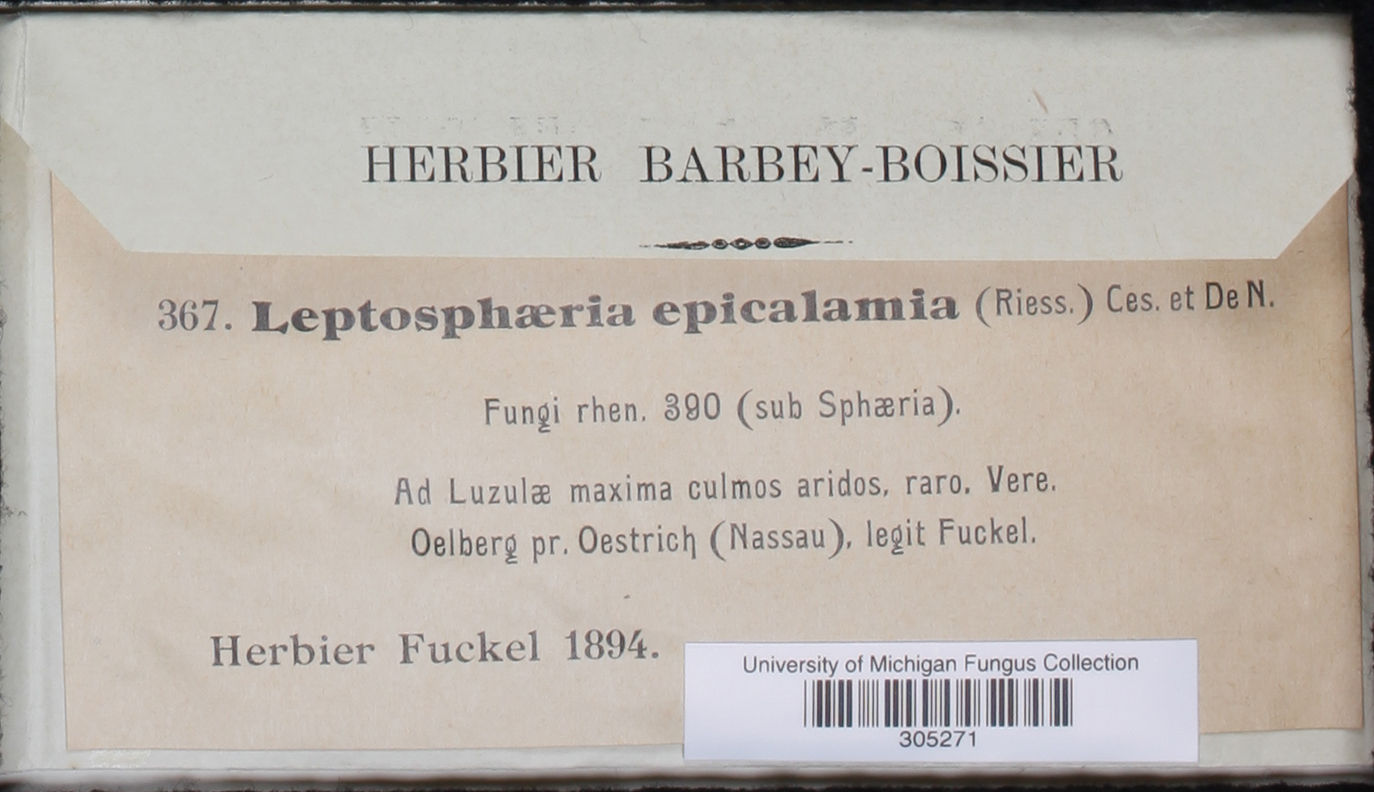 HERBIER BARBEY-BOISSIER
367. Leptosphæria epicalamia (Riess.) Ces. et De N.
Fungi rhen. 390 (sub Sphæria).
Ad Luzulæ maxima culmos aridos, raro. Vere.
Oelberg pr. Oestrich (Nassau), legit Fuckel.
Herbier Fuckel 1894.
University of Michigan Fungus Collection
305271